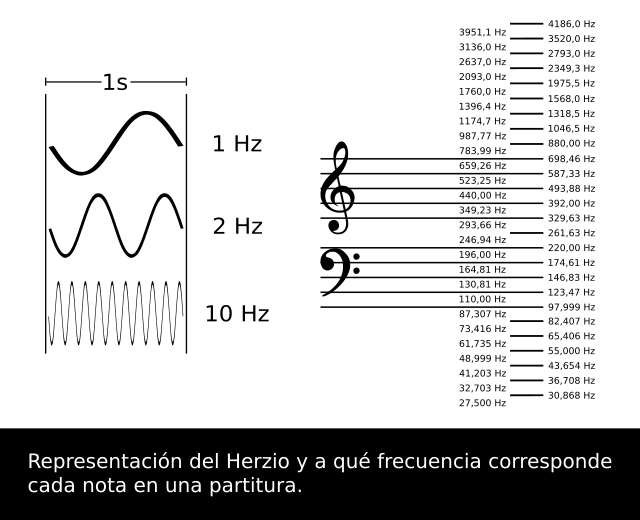 1s
1 Hz
2 Hz
10 Hz
4186,0 Hz
3951,1 Hz
3520,0 Hz
3136,0 Hz
2793,0 Hz
2637,0 Hz
2349,3 Hz
2093,0 Hz
1975,5 Hz
1760,0 Hz
1568,0 Hz
1396,4 Hz
1318,5 Hz
1174,7 Hz
1046,5 Hz
987,77 Hz
880,00 Hz
783,99 Hz
698,46 Hz
659,26 Hz
587,33 Hz
523,25 Hz
493,88 Hz
440,00 Hz
392,00 Hz
349,23 Hz
329,63 Hz
293,66 Hz
261,63 Hz
246,94 Hz
220,00 Hz
196,00 Hz
174,61 Hz
164,81 Hz
146,83 Hz
130,81 Hz
123,47 Hz
110,00 Hz
97,999 Hz
87,307 Hz
82,407 Hz
73,416 Hz
65,406 Hz
61,735 Hz
55,000 Hz
48,999 Hz
43,654 Hz
41,203 Hz
36,708 Hz
32,703 Hz
30,868 Hz
27,500 Hz
Representación del Herzio y a qué frecuencia corresponde
cada nota en una partitura.